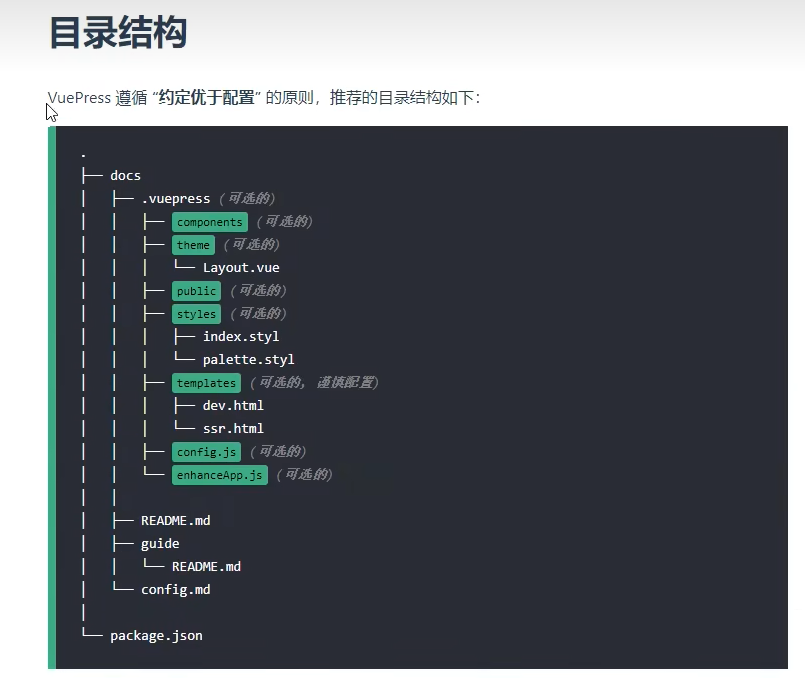 目录结构
VuePress 遵循 “约定优于配置” 的原则，推荐的目录结构如下：
.
├── docs
│   ├── .vuepress (可选的)
│   │   ├── components (可选的)
│   │   ├── theme (可选的)
│   │   │   └── Layout.vue
│   │   ├── public (可选的)
│   │   ├── styles (可选的)
│   │   │   ├── index.styl
│   │   │   └── palette.styl
│   │   ├── templates (可选的, 谨慎配置)
│   │   │   ├── dev.html
│   │   │   └── ssr.html
│   │   ├── config.js (可选的)
│   │   └── enhanceApp.js (可选的)
│   │
│   ├── README.md
│   ├── guide
│   │   └── README.md
│   └── config.md
│
└── package.json